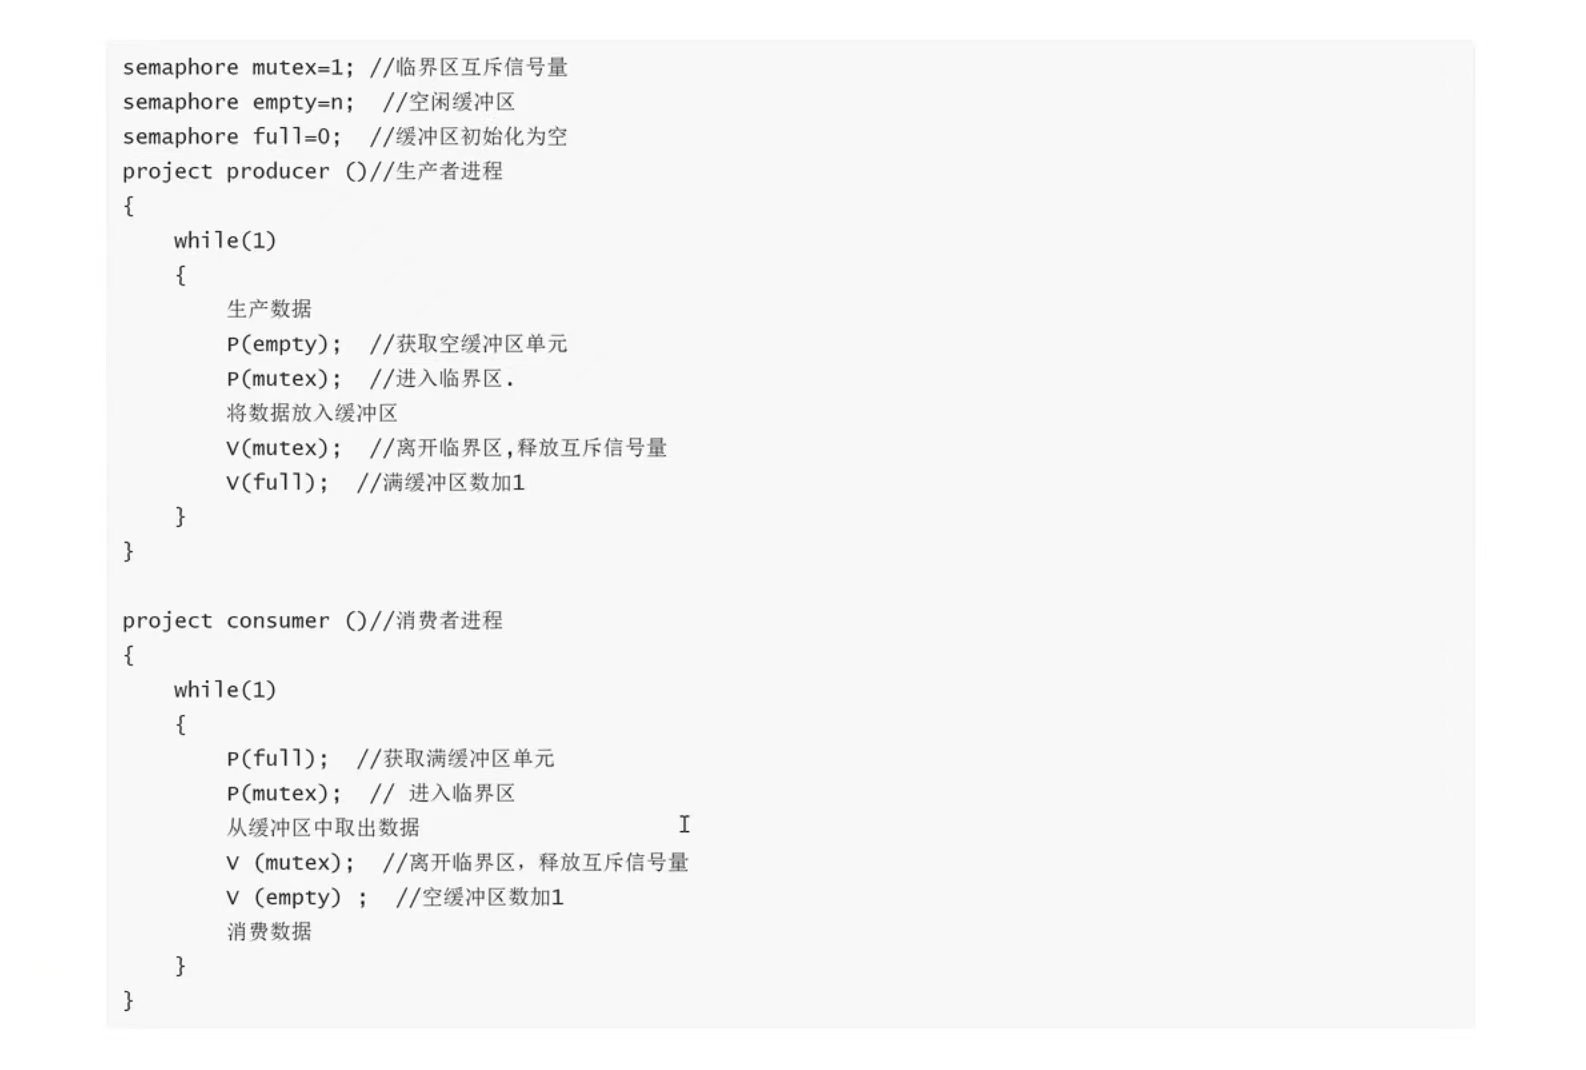 semaphore mutex=1; //临界区互斥信号量
semaphore empty=n;  //空闲缓冲区
semaphore full=0;  //缓冲区初始化为空
project producer ()//生产者进程
{
    while(1)
    {
        生产数据
        P(empty);  //获取空缓冲区单元
        P(mutex);  //进入临界区.
        将数据放入缓冲区
        V(mutex);  //离开临界区,释放互斥信号量
        V(full);  //满缓冲区数加1
    }
}

project consumer ()//消费者进程
{
    while(1)
    {
        P(full);  //获取满缓冲区单元
        P(mutex);  // 进入临界区
        从缓冲区中取出数据
        V (mutex);  //离开临界区，释放互斥信号量
        V (empty) ;  //空缓冲区数加1
        消费数据
    }
}